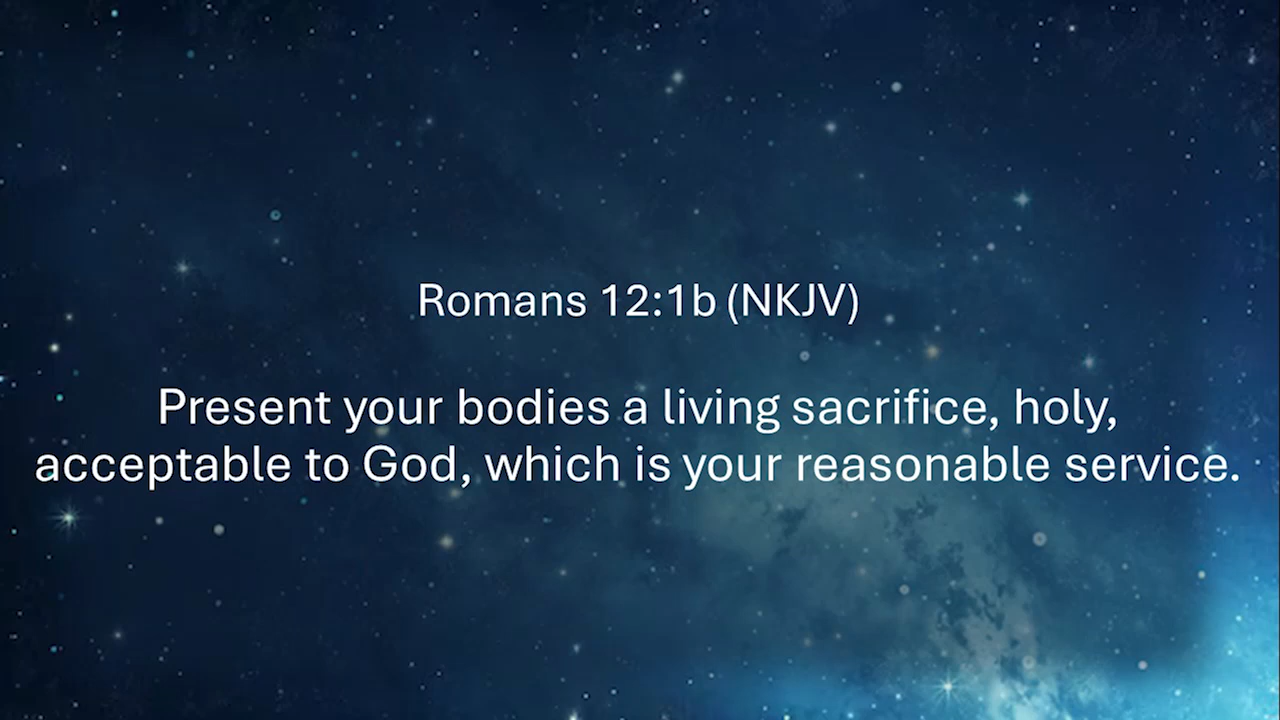 Romans 12:1b (NKJV)
Present your bodies a living sacrifice, holy,
acceptable to God, which is your reasonable service.